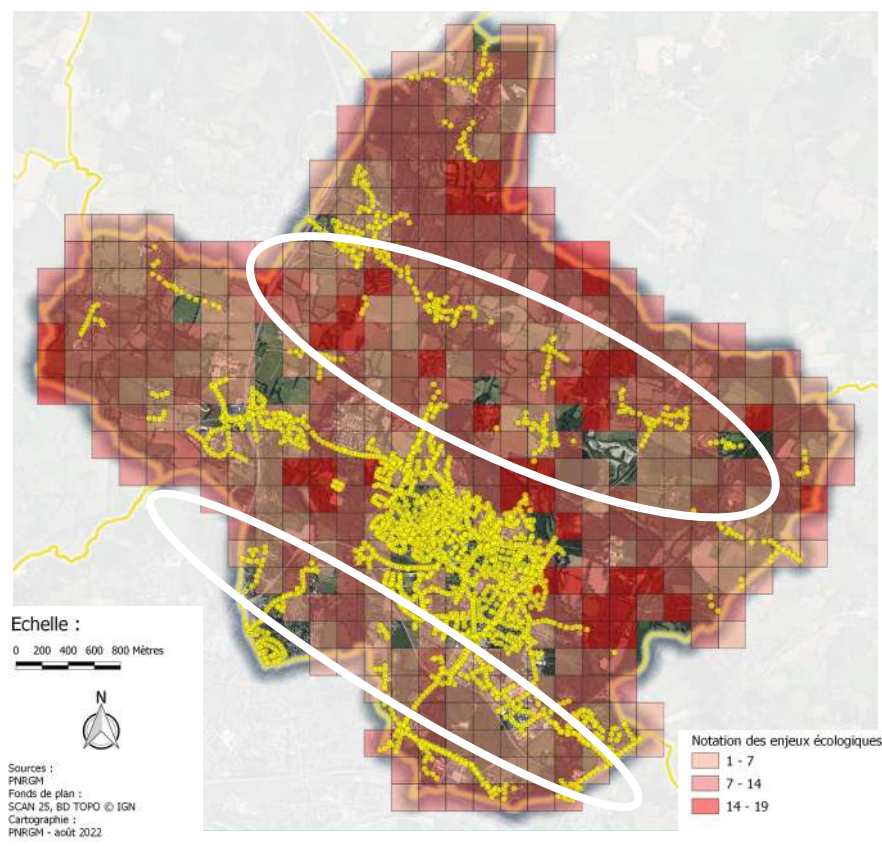 Echelle :
0 200 400 600 800 Mètres
N
Sources :
PNRGM
Fonds de plan :
SCAN 25, BD TOPO © IGN
Cartographie :
PNRGM - août 2022
Notation des enjeux écologiques
1 - 7
7 - 14
14 - 19